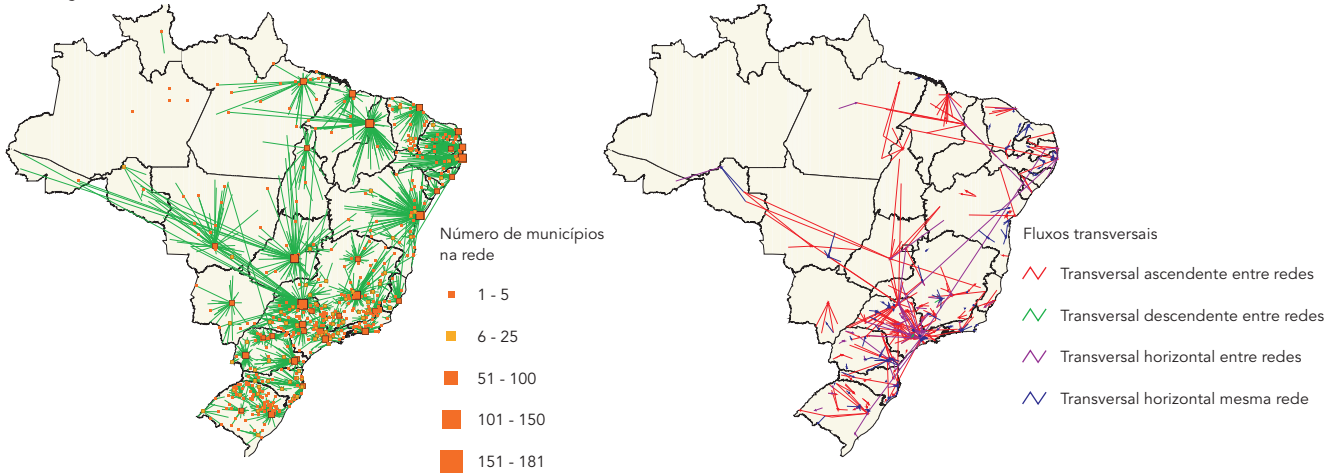 Número de municípios
na rede
1 - 5
6 - 25
51 - 100
101 - 150
151 - 181
Fluxos transversais
Transversal ascendente entre redes
Transversal descendente entre redes
Transversal horizontal entre redes
Transversal horizontal mesma rede